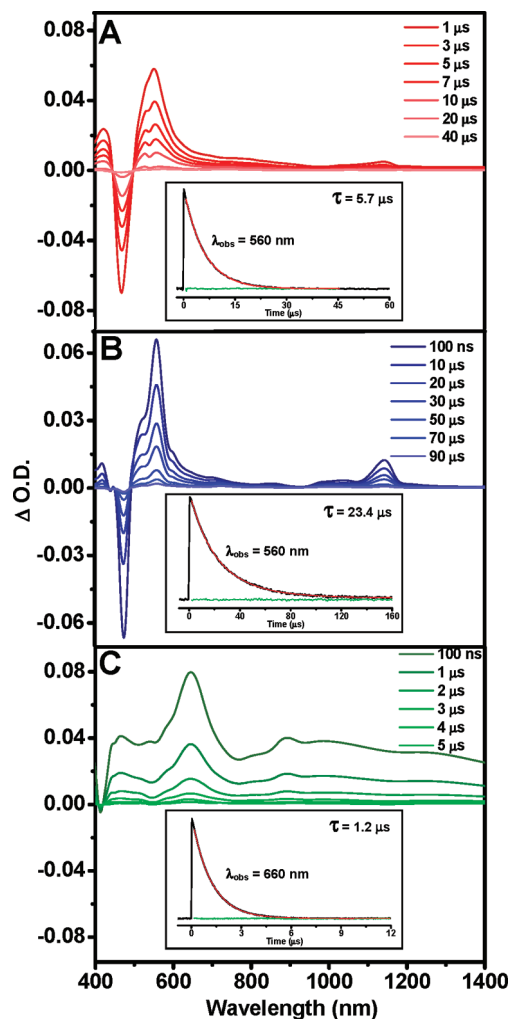 A
0.08
0.04
0.00
-0.04
-0.08
1 μs
3 μs
5 μs
7 μs
10 μs
20 μs
40 μs
τ = 5.7 μs
λobs = 560 nm
0 15 30 45 60
Time (μs)
B
0.06
0.03
0.00
-0.03
-0.06
100 ns
10 μs
20 μs
30 μs
50 μs
70 μs
90 μs
τ = 23.4 μs
λobs = 560 nm
0 40 80 120 160
Time (μs)
Δ O.D.
C
0.08
0.04
0.00
-0.04
-0.08
100 ns
1 μs
2 μs
3 μs
4 μs
5 μs
τ = 1.2 μs
λobs = 660 nm
0 3 6 9 12
Time (μs)
400 600 800 1000 1200 1400
Wavelength (nm)